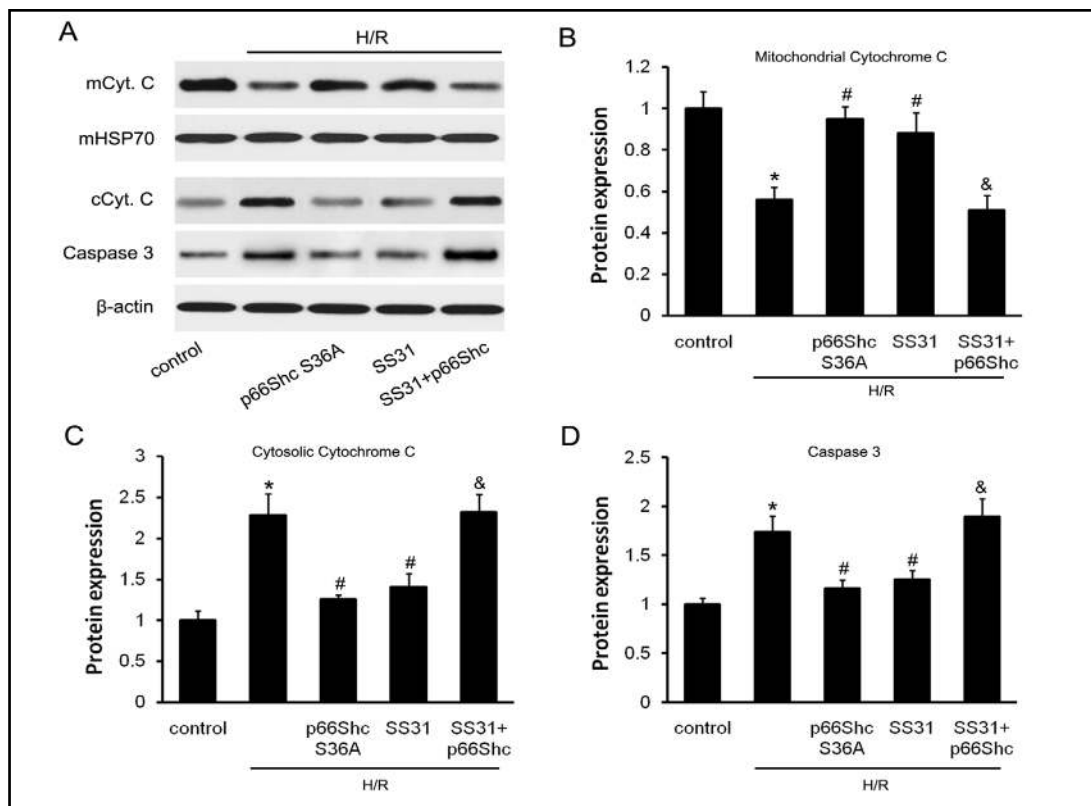 A
H/R
mCyt. C
mHSP70
cCyt. C
Caspase 3
β-actin
control
p66Shc S36A
SS31
SS31+p66Shc
B
Mitochondrial Cytochrome C
Protein expression
1.2
1
0.8
0.6
0.4
0.2
0
*
#
#
&
control
p66Shc SS31 SS31+
S36A p66Shc
H/R
C
Cytosolic Cytochrome C
Protein expression
3
2.5
2
1.5
1
0.5
0
*
#
#
&
control
p66Shc SS31 SS31+
S36A p66Shc
H/R
D
Caspase 3
Protein expression
2.5
2
1.5
1
0.5
0
*
#
#
&
control
p66Shc SS31 SS31+
S36A p66Shc
H/R